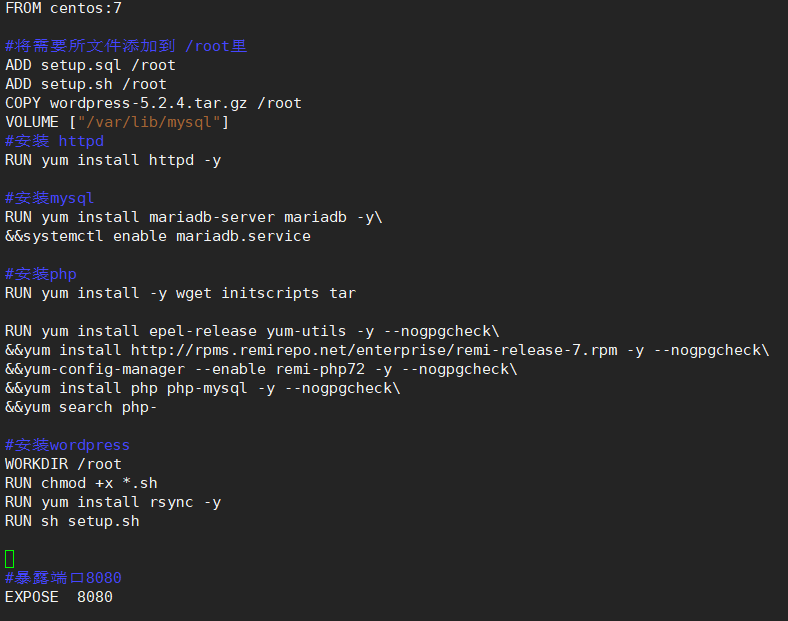 FROM centos:7
#将需要所文件添加到 /root里
ADD setup.sql /root
ADD setup.sh /root
COPY wordpress-5.2.4.tar.gz /root
VOLUME ["/var/lib/mysql"]
#安装 httpd
RUN yum install httpd -y
#安装mysql
RUN yum install mariadb-server mariadb -y\
&&systemctl enable mariadb.service
#安装php
RUN yum install -y wget initscripts tar
RUN yum install epel-release yum-utils -y --nogpgcheck\
&&yum install http://rpms.remirepo.net/enterprise/remi-release-7.rpm -y --nogpgcheck\
&&yum-config-manager --enable remi-php72 -y --nogpgcheck\
&&yum install php php-mysql -y --nogpgcheck\
&&yum search php-
#安装wordpress
WORKDIR /root
RUN chmod +x *.sh
RUN yum install rsync -y
RUN sh setup.sh
#暴露端口8080
EXPOSE  8080